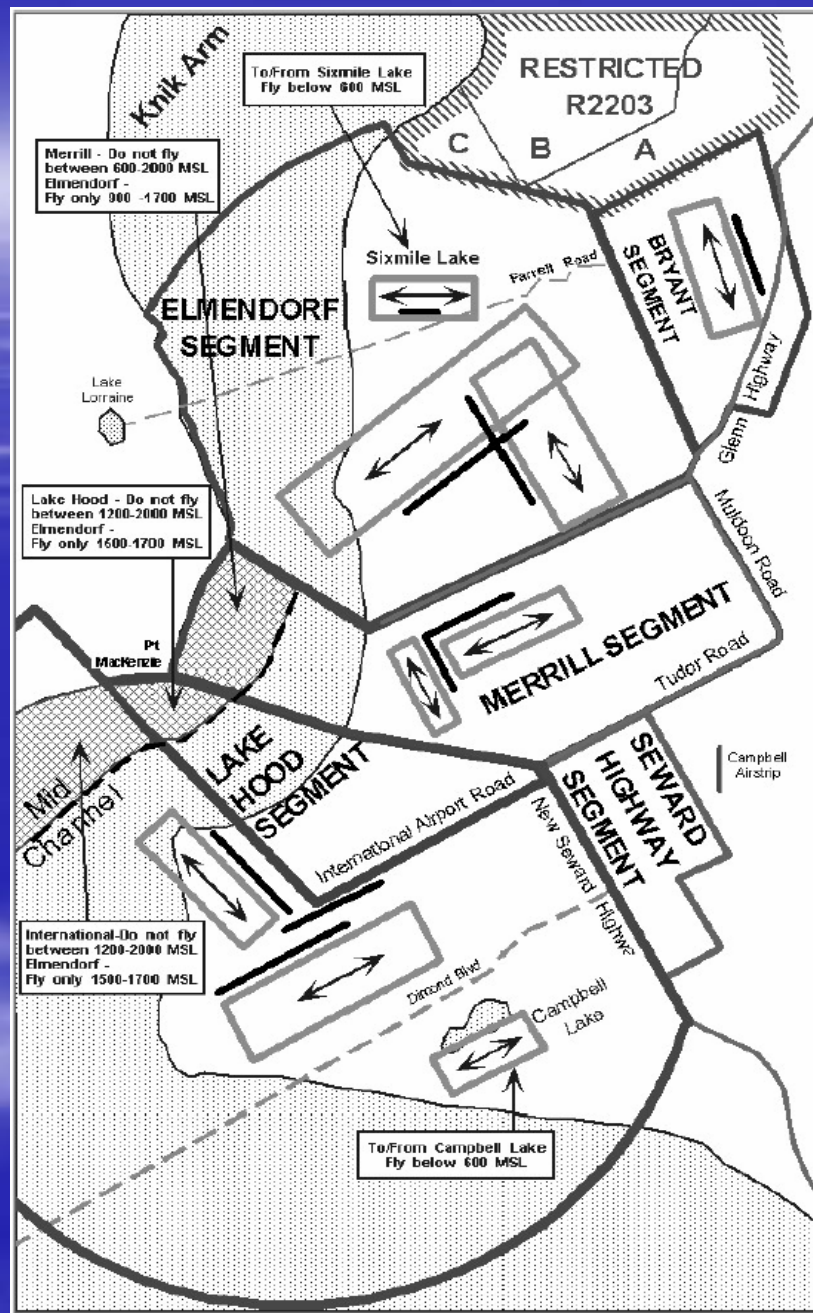 Knik Arm
To/From Sixmile Lake
Fly below 600 MSL
RESTRICTED
R2203
C
B
A
Merrill - Do not fly
between 600-2000 MSL
Elmendorf -
Fly only 900 -1700 MSL
Sixmile Lake
Farrell Road
BRYANT
SEGMENT
ELMENDORF
SEGMENT
Lake
Lorraine
Glenn Highway
Lake Hood - Do not fly
between 1200-2000 MSL
Elmendorf -
Fly only 1600-1700 MSL
Muldoon Road
Pt
MacKenzie
MERRILL SEGMENT
Tudor Road
LAKE
HOOD
SEGMENT
SEWARD
HIGHWAY
SEGMENT
Campbell
Airstrip
Mid
Channel
International Airport Road
New Seward Highwa
International-Do not fly
between 1200-2000 MSL
Elmendorf -
Fly only 1500-1700 MSL
Dimond Blvd
Campbell
Lake
To/From Campbell Lake
Fly below 600 MSL